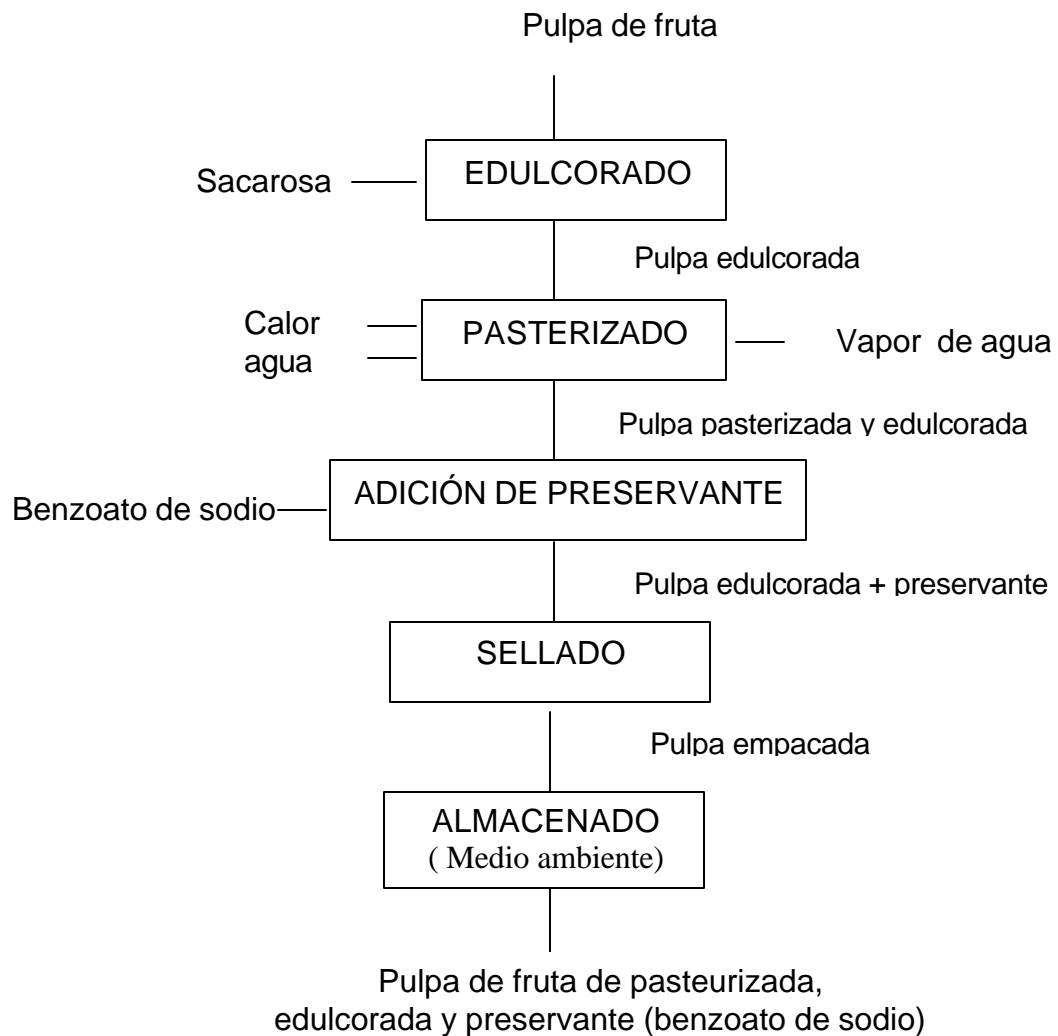 Pulpa de fruta
EDULCORADO
Sacarosa
Pulpa edulcorada
Calor
agua
PASTERIZADO
Vapor de agua
Pulpa pasterizada y edulcorada
ADICIÓN DE PRESERVANTE
Benzoato de sodio
Pulpa edulcorada + preservante
SELLADO
Pulpa empacada
ALMACENADO
( Medio ambiente)
Pulpa de fruta de pasteurizada,
edulcorada y preservante (benzoato de sodio)